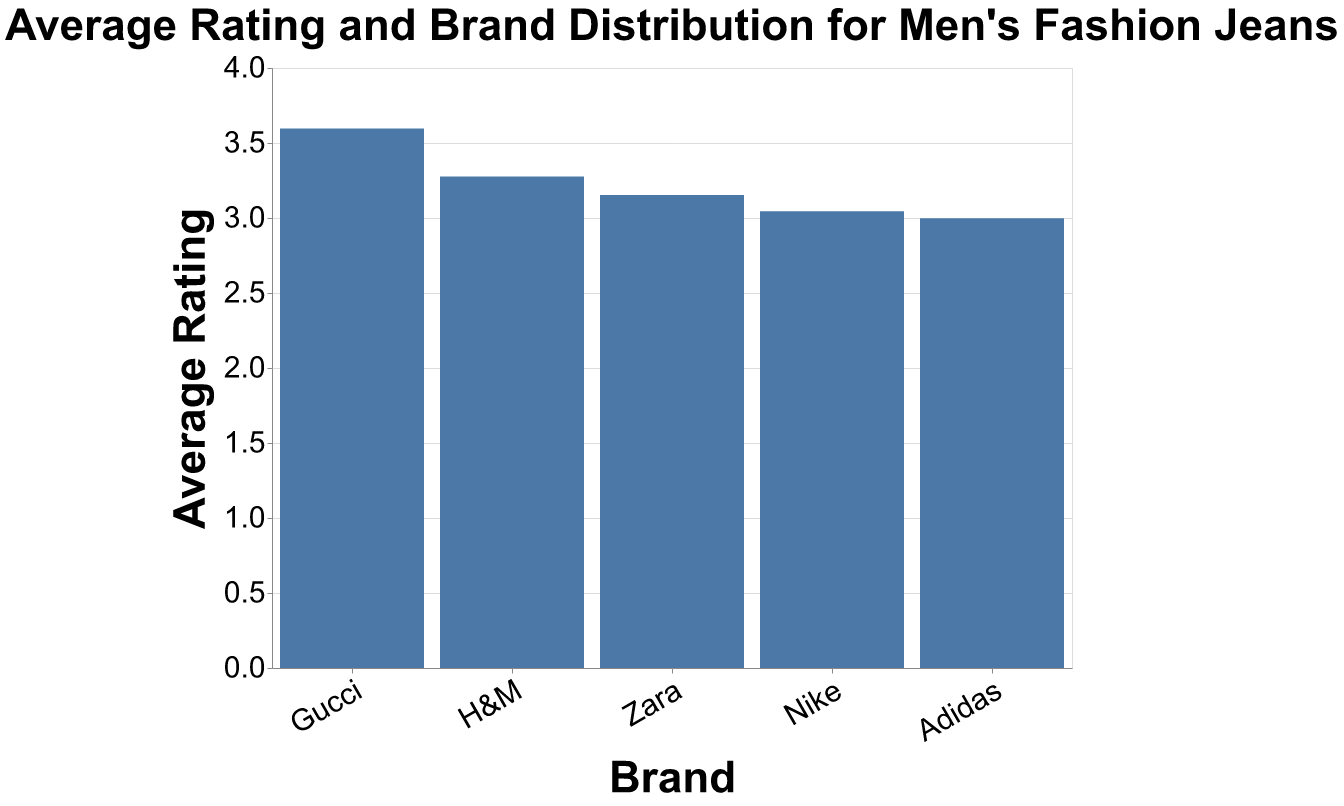 Average Rating and Brand Distribution for Men's Fashion Jeans
4.0
3.5
3.0
2.5
2.0
1.5
1.0
0.5
0.0
Average Rating
Gucci
H&M
Zara
Nike
Adidas
Brand